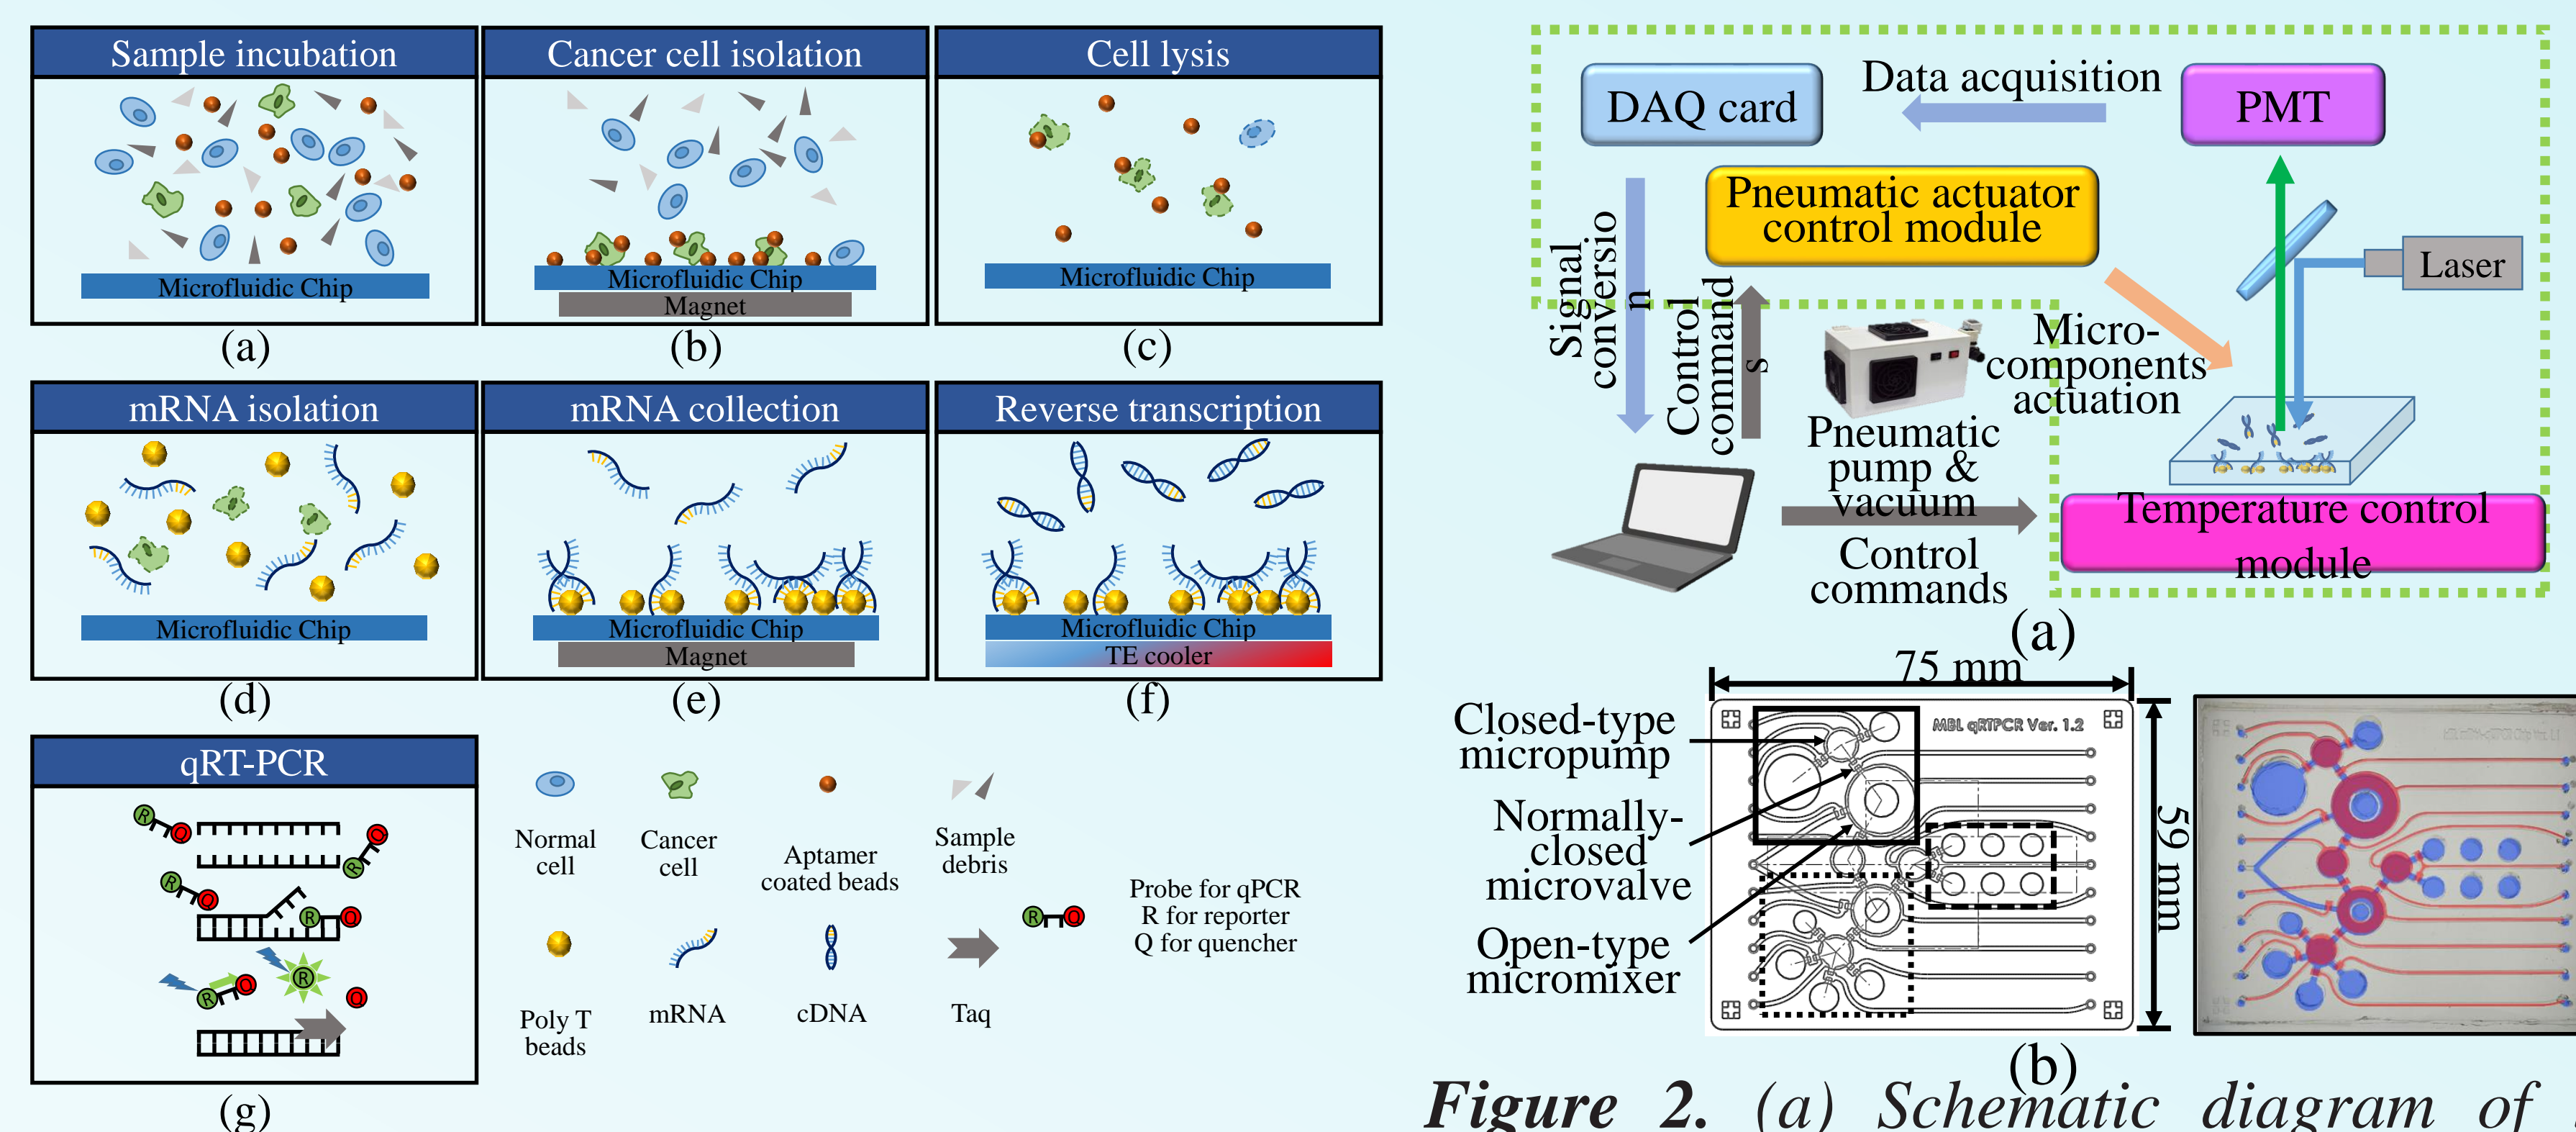 Sample incubation
Microfluidic Chip
(a)
Cancer cell isolation
Microfluidic Chip
Magnet
(b)
Cell lysis
Microfluidic Chip
(c)
mRNA isolation
Microfluidic Chip
(d)
mRNA collection
Microfluidic Chip
Magnet
(e)
Reverse transcription
Microfluidic Chip
TE cooler
(f)
qRT-PCR
R
Q
Q
R
R
Q
R
Q
R
Q
R
Q
(g)
Normal
cell
Cancer
cell
Aptamer
coated beads
Sample
debris
Poly T
beads
mRNA
cDNA
Taq
R
Q
Probe for qPCR
R for reporter
Q for quencher
DAQ card
Data acquisition
PMT
Pneumatic actuator
control module
Laser
Signal
conversio
n
Control
command
s
Micro-
components
actuation
Pneumatic
pump &
vacuum
Control
commands
Temperature control
module
(a)
75 mm
59 mm
MBL qRTPCR Ver. 1.2
Closed-type
micropump
Normally-
closed
microvalve
Open-type
micromixer
(b)
Figure 2. (a) Schematic diagram of